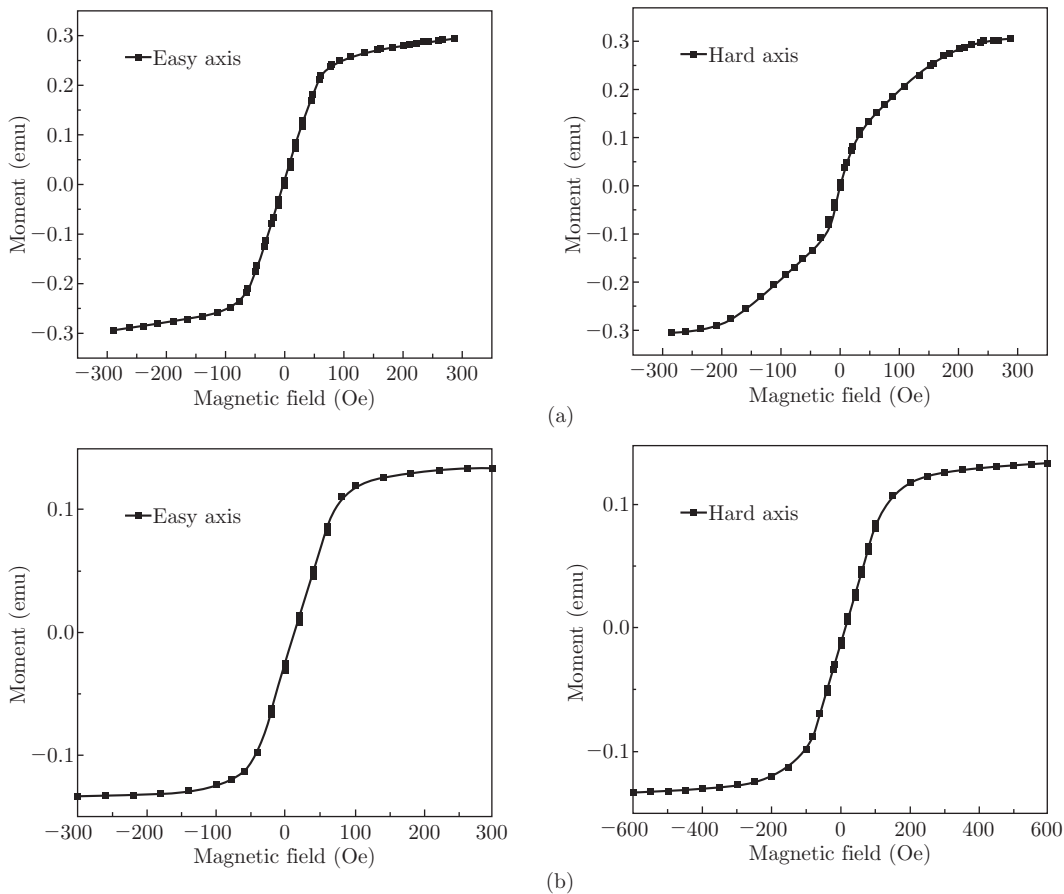 0.3
0.2
0.1
0.0
−0.1
−0.2
−0.3
Moment (emu)
Easy axis
−300 −200 −100 0 100 200 300
Magnetic field (Oe)
0.3
0.2
0.1
0.0
−0.1
−0.2
−0.3
Moment (emu)
Hard axis
−300 −200 −100 0 100 200 300
Magnetic field (Oe)
(a)
0.1
0.0
−0.1
Moment (emu)
Easy axis
−300 −200 −100 0 100 200 300
Magnetic field (Oe)
0.1
0.0
−0.1
Moment (emu)
Hard axis
−600 −400 −200 0 200 400 600
Magnetic field (Oe)
(b)